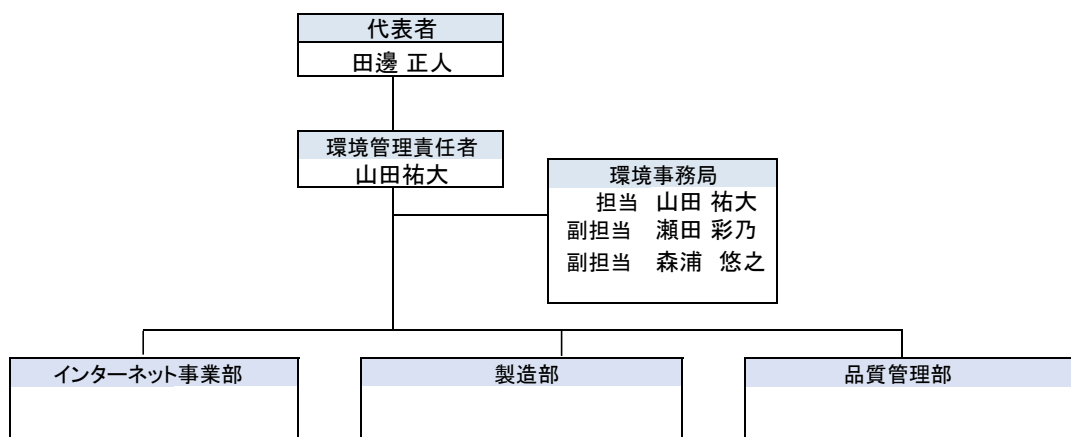 代表者
田邊 正人
環境管理責任者
山田祐大
環境事務局
担当 山田 祐大
副担当 瀬田 彩乃
副担当 森浦 悠之
インターネット事業部
製造部
品質管理部